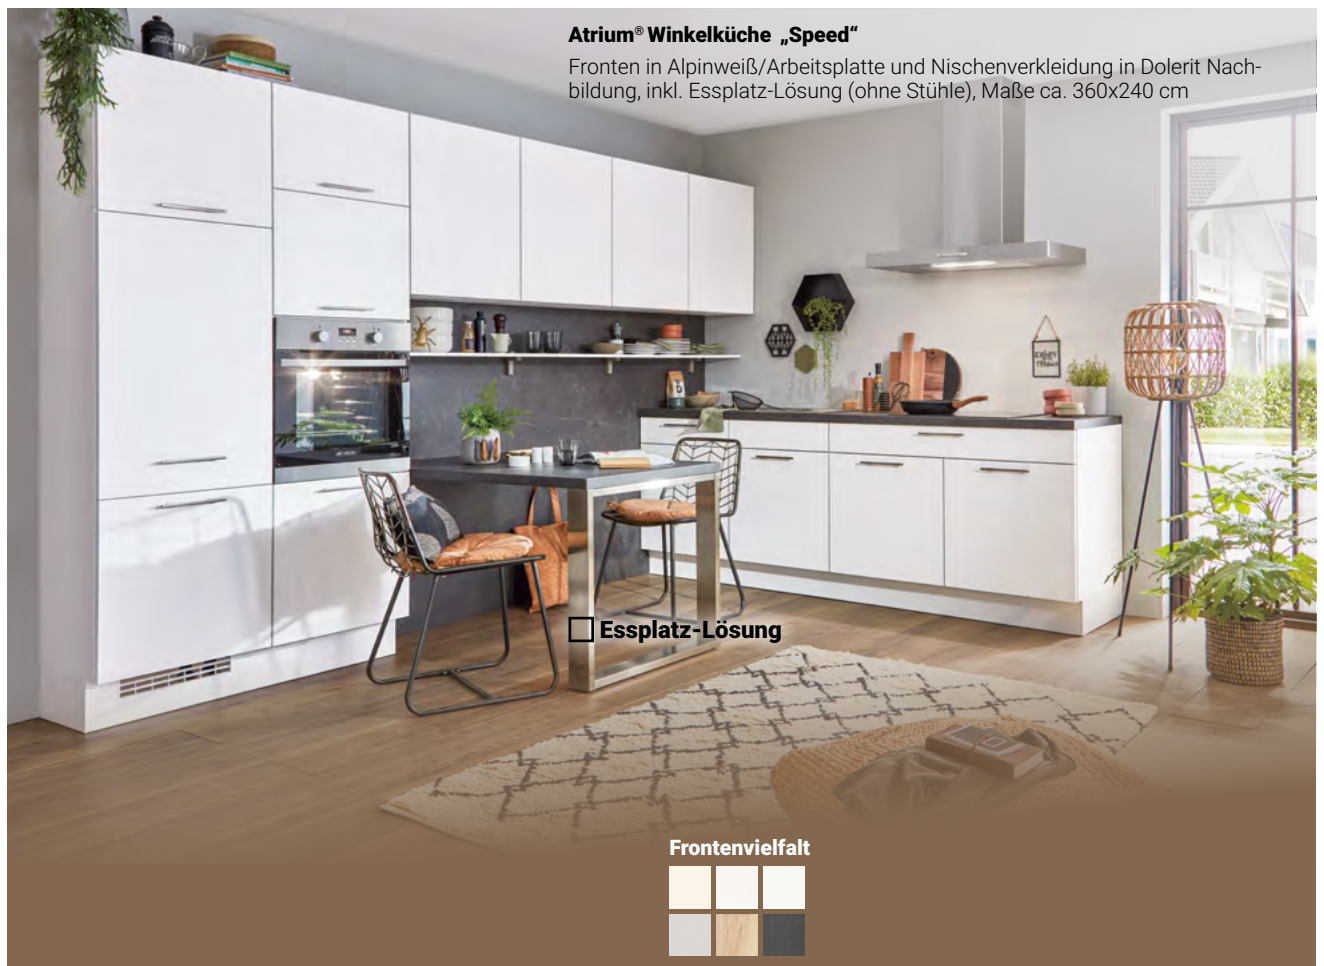 Atrium® Winkelküche „Speed“
Fronten in Alpinweiß/Arbeitsplatte und Nischenverkleidung in Dolerit Nach-
bildung, inkl. Essplatz-Lösung (ohne Stühle), Maße ca. 360x240 cm
Essplatz-Lösung
Frontenvielfalt